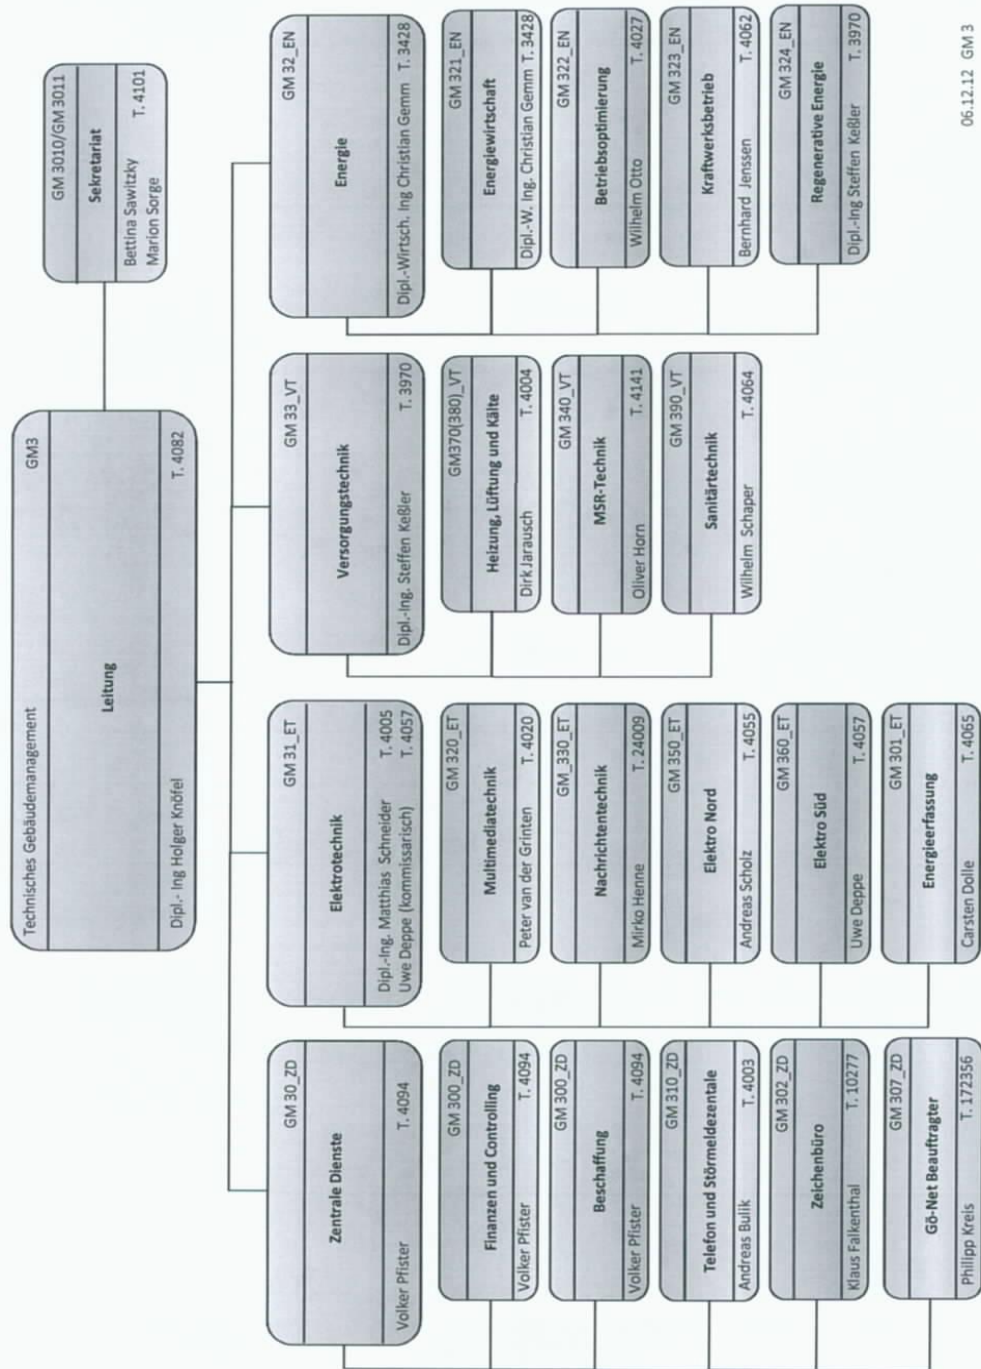 Technisches Gebäudemanagement GM3
Leitung
Dipl.- Ing Holger Knöfel T. 4082
GM 3010/GM 3011
Sekretariat
Bettina Sawitzky
Marion Sorge T. 4101
GM 30_ZD
Zentrale Dienste
Volker Pfister T. 4094
GM 300_ZD
Finanzen und Controlling
Volker Pfister T. 4094
GM 300_ZD
Beschaffung
Volker Pfister T. 4094
GM 310_ZD
Telefon und Störmeldezentale
Andreas Bulik T. 4003
GM 302_ZD
Zeichenbüro
Klaus Falkenthal T. 10277
GM 307_ZD
Gö-Net Beauftragter
Philipp Kreis T. 172356
GM 31_ET
Elektrotechnik
Dipl.-Ing. Matthias Schneider T. 4005
Uwe Deppe (kommissarisch) T. 4057
GM 320_ET
Multimediatechnik
Peter van der Grinten T. 4020
GM_330_ET
Nachrichtentechnik
Mirko Henne T. 24009
GM 350_ET
Elektro Nord
Andreas Scholz T. 4055
GM 360_ET
Elektro Süd
Uwe Deppe T. 4057
GM 301_ET
Energieerfassung
Carsten Dolle T. 4065
GM 33_VT
Versorgungstechnik
Dipl.-Ing. Steffen Keßler T. 3970
GM370(380)_VT
Heizung, Lüftung und Kälte
Dirk Jarausch T. 4004
GM 340_VT
MSR-Technik
Oliver Horn T. 4141
GM 390_VT
Sanitärtechnik
Wilhelm Schaper T. 4064
GM 32_EN
Energie
Dipl.-Wirtsch. Ing Christian Gemm T. 3428
GM 321_EN
Energiewirtschaft
Dipl.-W. Ing. Christian Gemm T. 3428
GM 322_EN
Betriebsoptimierung
Wilhelm Otto T. 4027
GM 323_EN
Kraftwerksbetrieb
Bernhard Jenssen T. 4062
GM 324_EN
Regenerative Energie
Dipl.-Ing Steffen Keßler T. 3970
06.12.12 GM 3